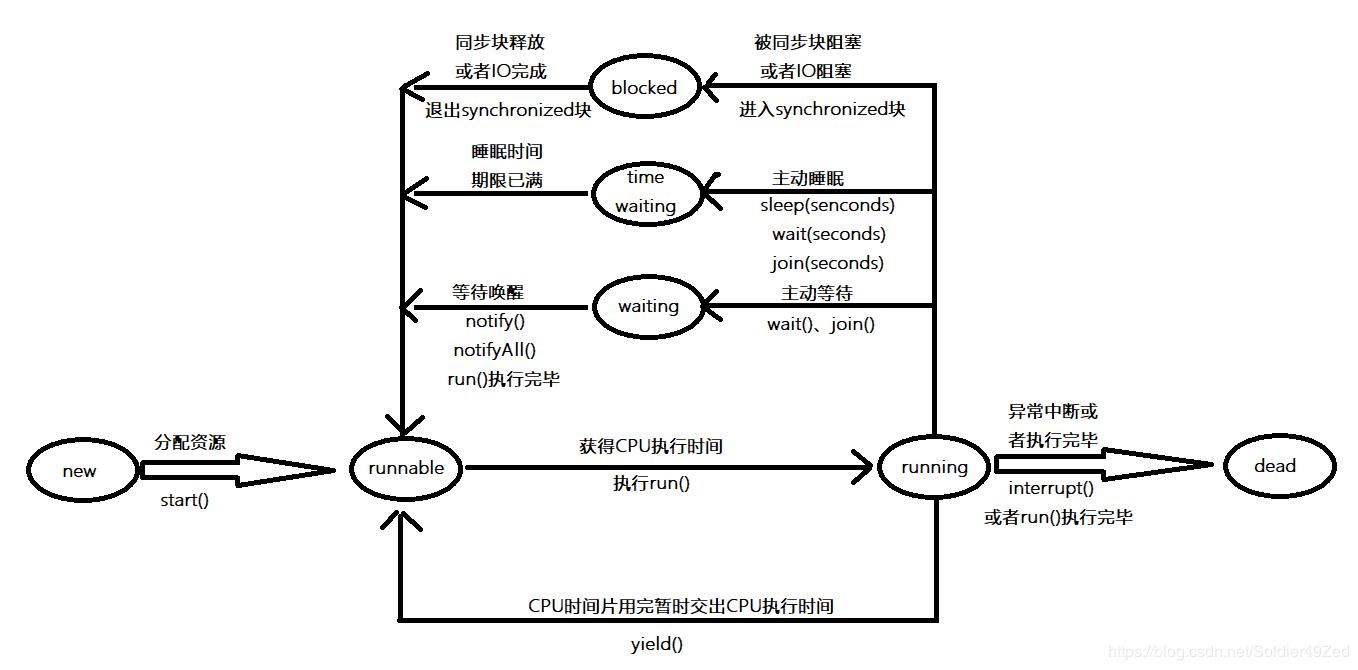 同步块释放
或者IO完成
退出synchronized块
blocked
被同步块阻塞
或者IO阻塞
进入synchronized块
睡眠时间
期限已满
time
waiting
主动睡眠
sleep(senconds)
wait(seconds)
join(seconds)
等待唤醒
notify()
notifyAll()
run()执行完毕
waiting
主动等待
wait()、join()
new
分配资源
start()
runnable
获得CPU执行时间
执行run()
running
异常中断或
者执行完毕
interrupt()
或者run()执行完毕
dead
CPU时间片用完暂时交出CPU执行时间
yield()
https://blog.csdn.net/Soldier49Zed